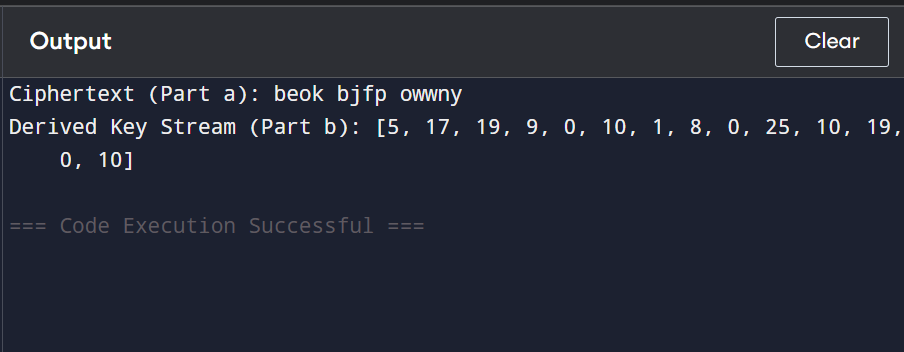 Output
Clear
Ciphertext (Part a): beok bjfp owwny
Derived Key Stream (Part b): [5, 17, 19, 9, 0, 10, 1, 8, 0, 25, 10, 19,
0, 10]
=== Code Execution Successful ===